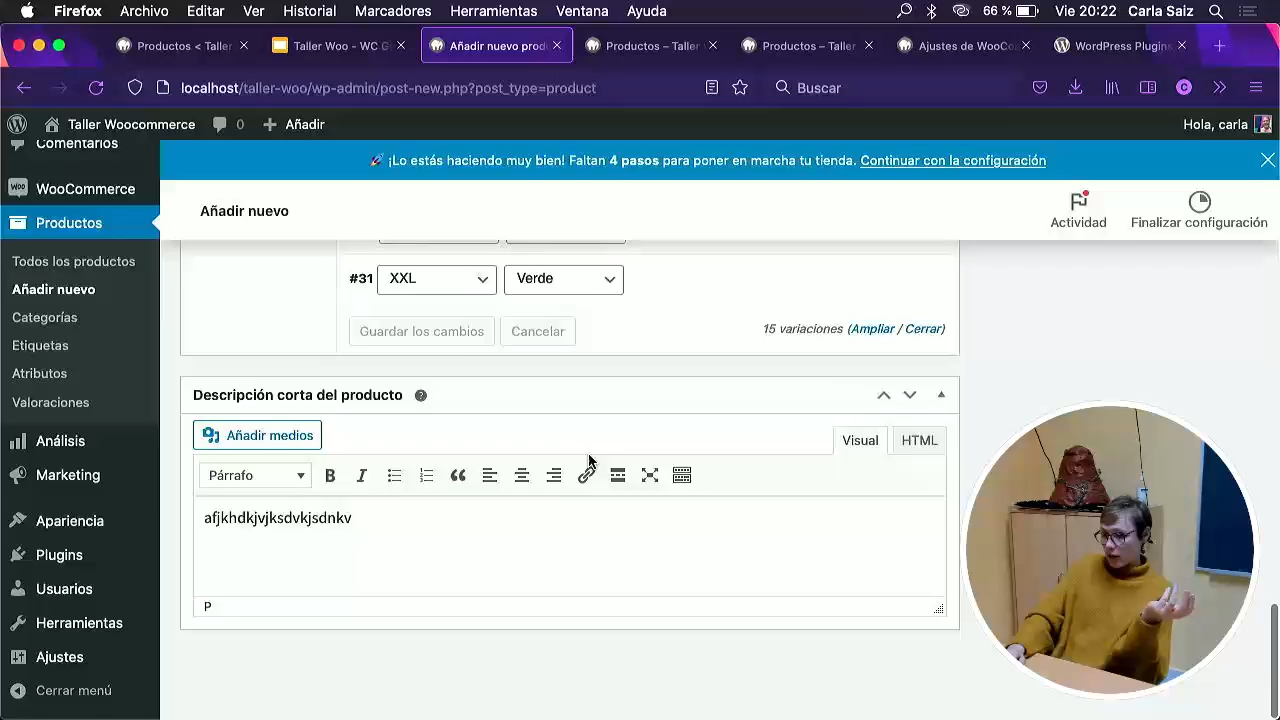 Firefox Archivo Editar Ver Historial Marcadores Herramientas Ventana Ayuda 66 % Vie 20:22 Carla Saiz
Productos < Taller Taller Woo - WC G Añadir nuevo prod Productos – Taller Productos – Taller Ajustes de WooCo WordPress Plugins
localhost/taller-woo/wp-admin/post-new.php?post_type=product Buscar
Taller Woocommerce 0 Añadir Hola, carla
Comentarios
¡Lo estás haciendo muy bien! Faltan 4 pasos para poner en marcha tu tienda. Continuar con la configuración
WooCommerce
Productos
Añadir nuevo
Actividad
Finalizar configuración
Todos los productos
Añadir nuevo
Categorías
Etiquetas
Atributos
Valoraciones
Análisis
Marketing
Apariencia
Plugins
Usuarios
Herramientas
Ajustes
Cerrar menú
#31 XXL Verde
Guardar los cambios Cancelar 15 variaciones (Ampliar / Cerrar)
Descripción corta del producto
Añadir medios Visual HTML
Párrafo B I
afjkhdkjvjksdvkjsdnkv
P